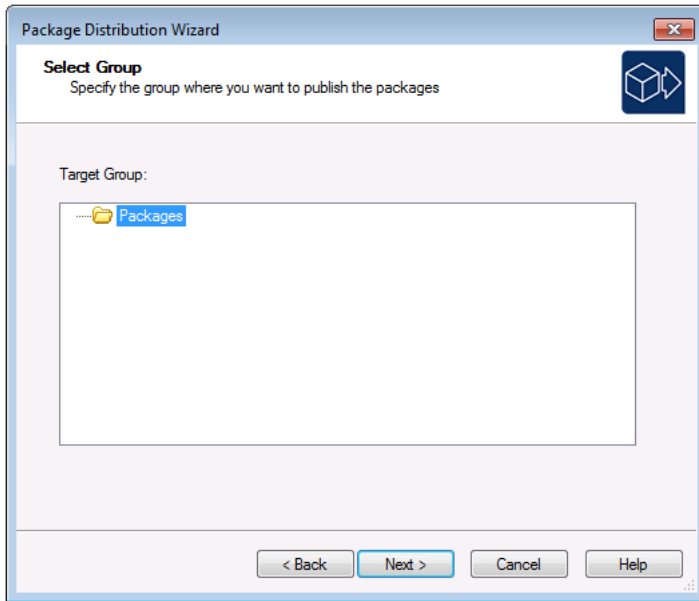 Package Distribution Wizard
Select Group
Specify the group where you want to publish the packages
Target Group:
Packages
< Back Next > Cancel Help